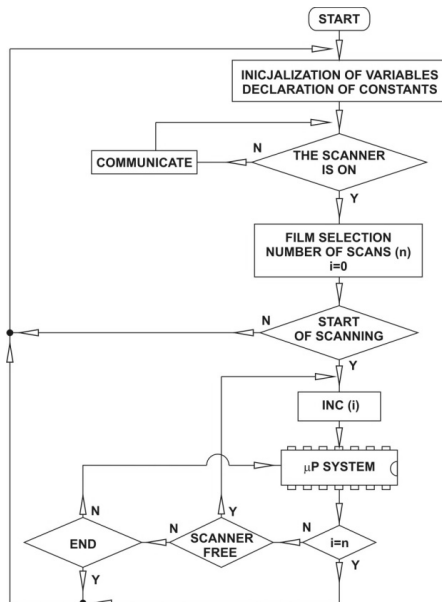 START
INICJALIZATION OF VARIABLES
DECLARATION OF CONSTANTS
N
THE SCANNER
IS ON
COMMUNICATE
Y
FILM SELECTION
NUMBER OF SCANS (n)
i=0
N
START
OF SCANNING
Y
INC (i)
µP SYSTEM
N
Y
N
N
END
SCANNER
FREE
i=n
Y
Y